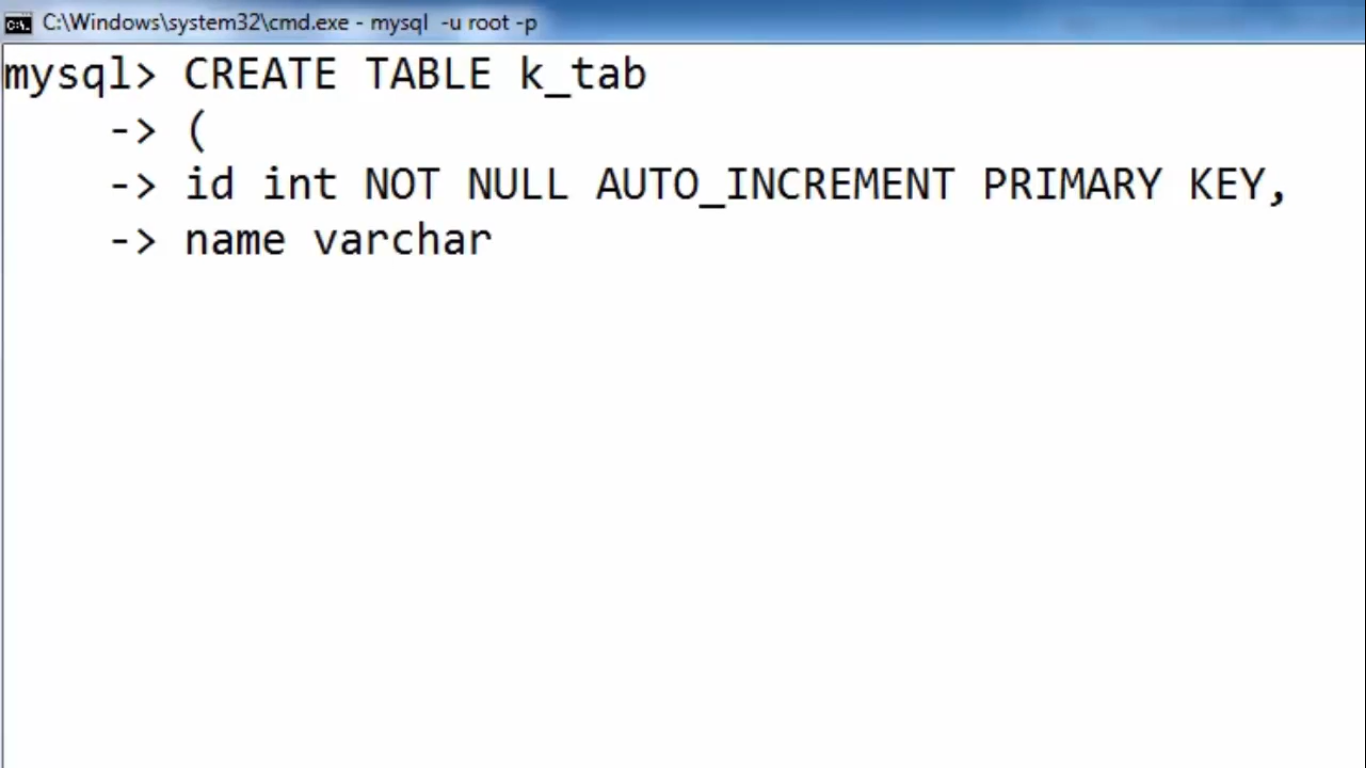 C:\Windows\system32\cmd.exe - mysql  -u root -p
mysql> CREATE TABLE k_tab
    -> (
    -> id int NOT NULL AUTO_INCREMENT PRIMARY KEY,
    -> name varchar